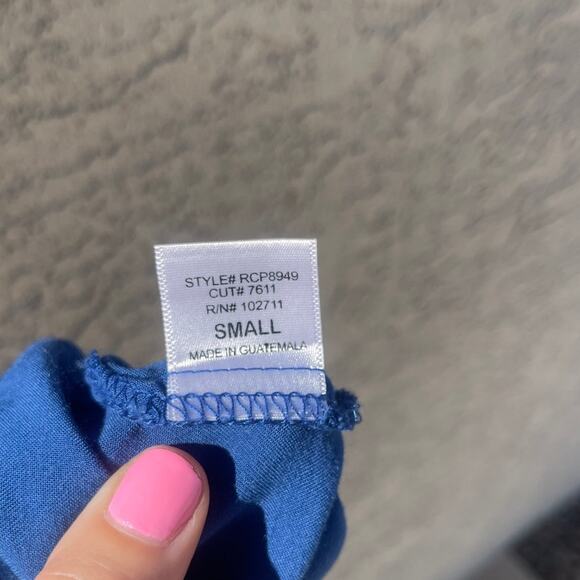 STYLE# RCP8949
CUT# 7611
R/N# 102711
SMALL
MADE IN GUATEMALA